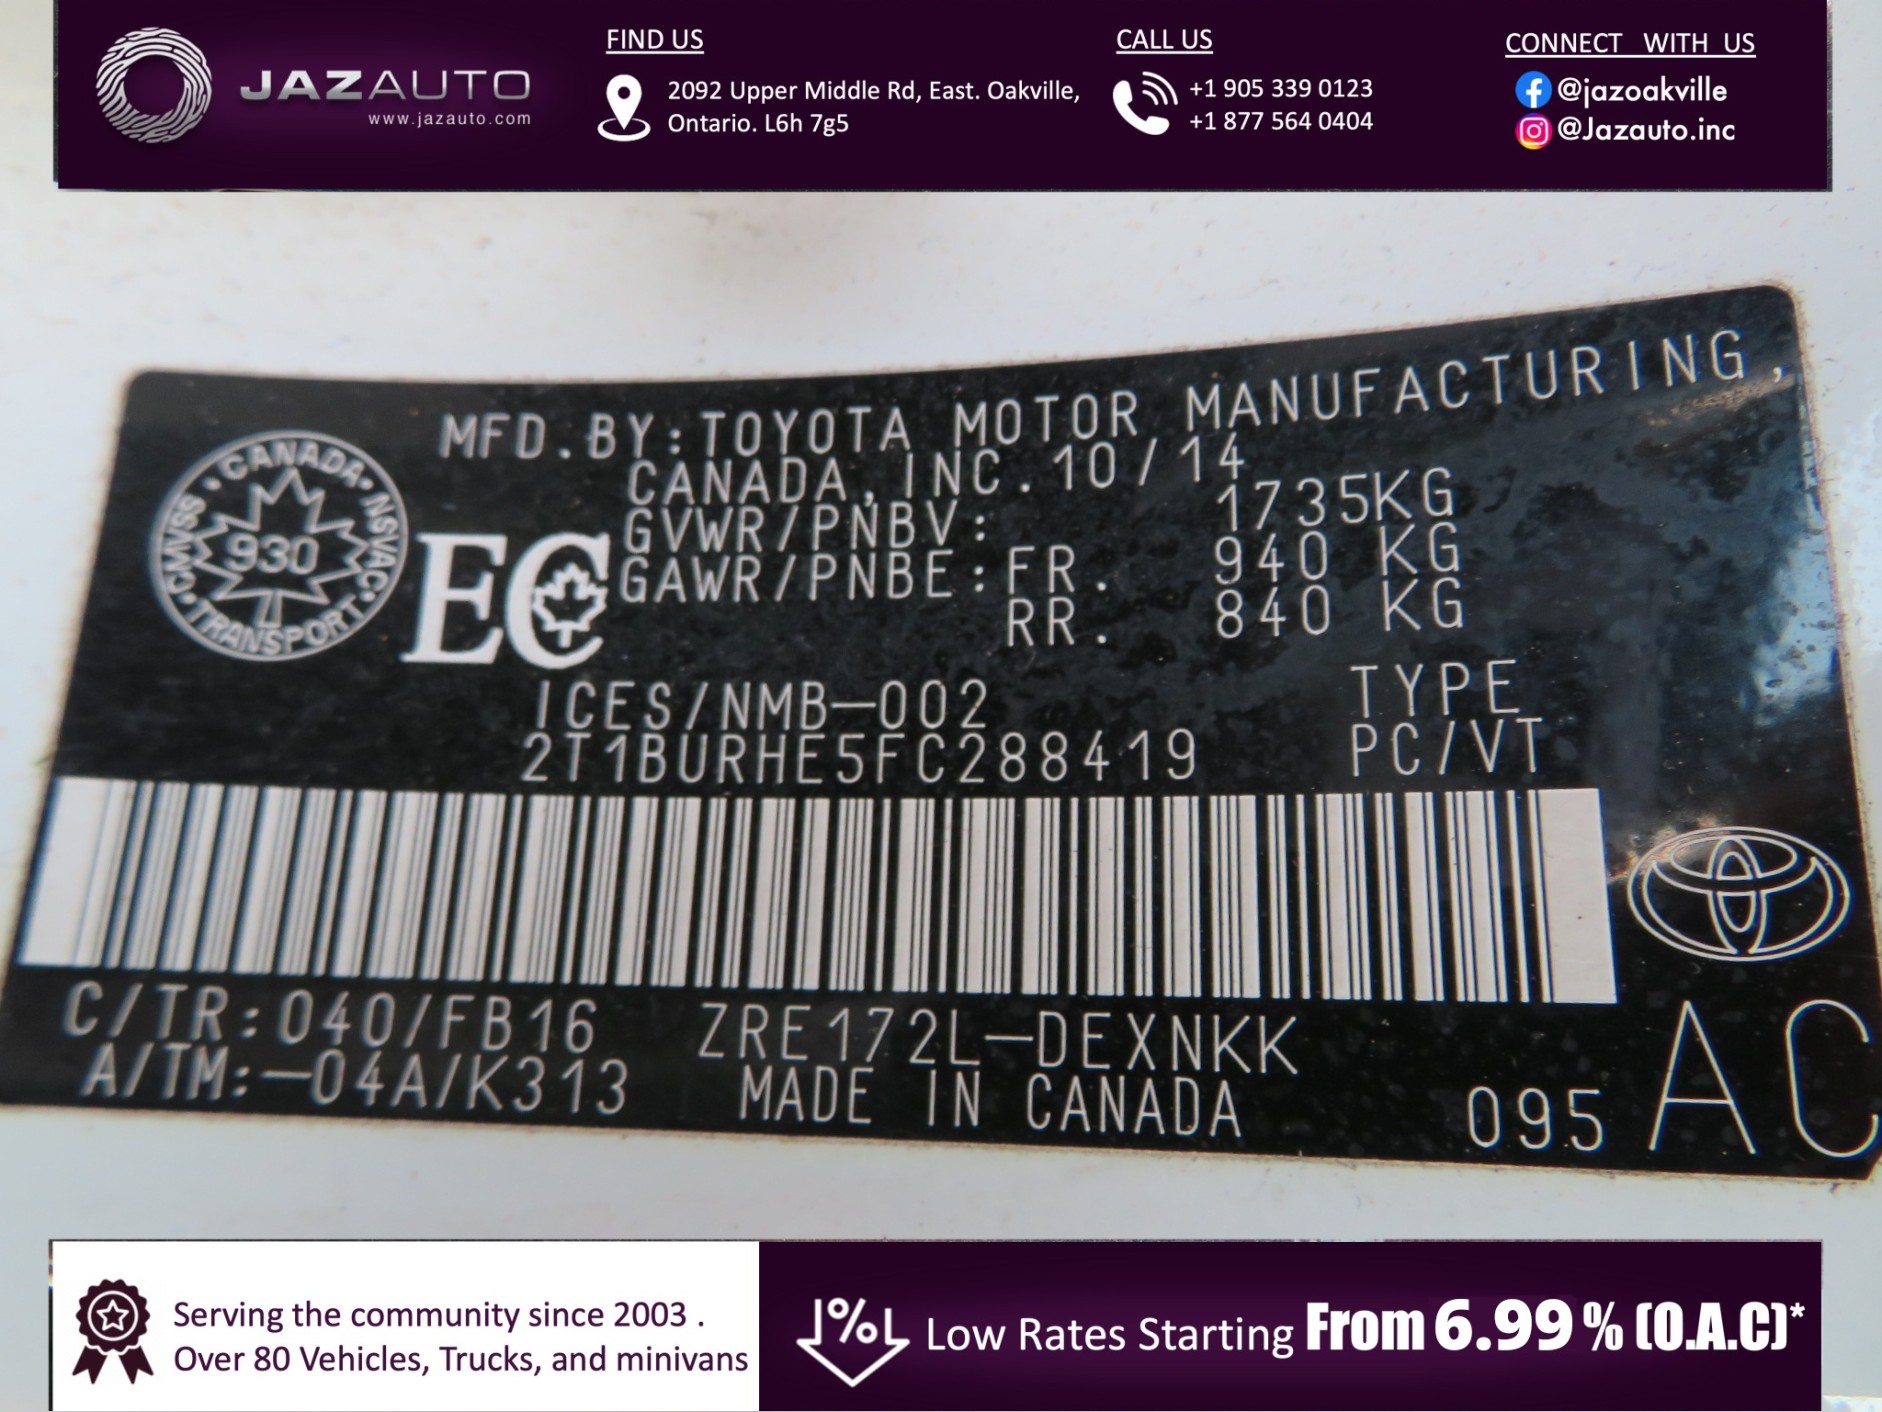 JAZAUTO
www.jazauto.com
FIND US
2092 Upper Middle Rd, East. Oakville,
Ontario. L6h 7g5
CALL US
+1 905 339 0123
+1 877 564 0404
CONNECT WITH US
@jazoakville
@Jazauto.inc
MFD.BY:TOYOTA MOTOR MANUFACTURING,
CANADA, INC. 10/14
GVWR/PNBV: 1735KG
GAWR/PNBE:FR. 940 KG
RR. 840 KG
CANADA · NSVAC · TRANSPORT · CMVSS
930
EC
ICES/NMB-002
2T1BURHE5FC288419
TYPE
PC/VT
C/TR:040/FB16 ZRE172L-DEXNKK
A/TM:-04A/K313 MADE IN CANADA
095 AC
Serving the community since 2003 .
Over 80 Vehicles, Trucks, and minivans
%
Low Rates Starting From 6.99 % (O.A.C)*